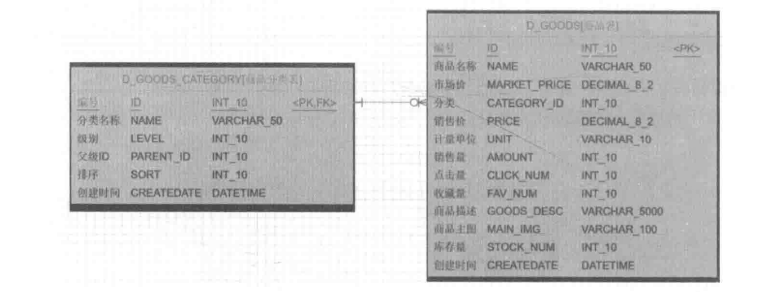 D_GOODS_CATEGORY[商品分类表]
编号 ID INT_10 <PK,FK>
分类名称 NAME VARCHAR_50
级别 LEVEL INT_10
父级ID PARENT_ID INT_10
排序 SORT INT_10
创建时间 CREATEDATE DATETIME
D_GOODS[商品表]
编号 ID INT_10 <PK>
商品名称 NAME VARCHAR_50
市场价 MARKET_PRICE DECIMAL_8_2
分类 CATEGORY_ID INT_10
销售价 PRICE DECIMAL_8_2
计量单位 UNIT VARCHAR_10
销售量 AMOUNT INT_10
点击量 CLICK_NUM INT_10
收藏量 FAV_NUM INT_10
商品描述 GOODS_DESC VARCHAR_5000
商品主图 MAIN_IMG VARCHAR_100
库存量 STOCK_NUM INT_10
创建时间 CREATEDATE DATETIME